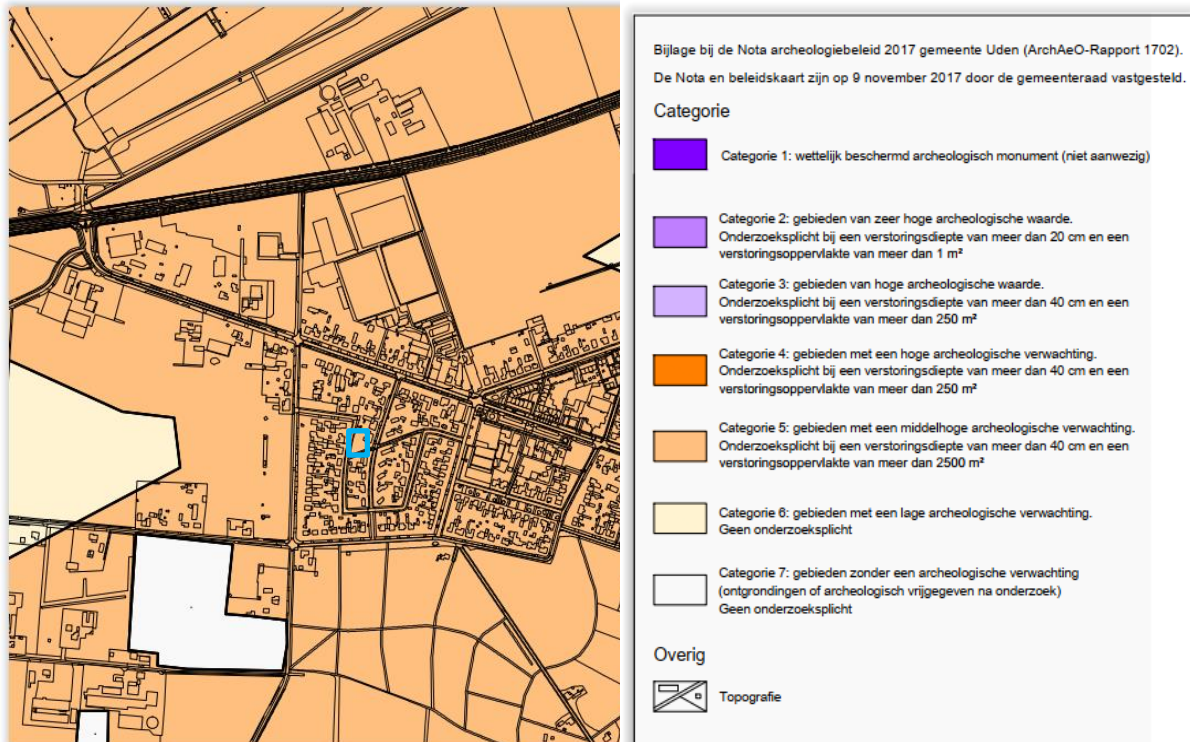 Bijlage bij de Nota archeologiebeleid 2017 gemeente Uden (ArchAeO-Rapport 1702).
De Nota en beleidskaart zijn op 9 november 2017 door de gemeenteraad vastgesteld.
Categorie
Categorie 1: wettelijk beschermd archeologisch monument (niet aanwezig)
Categorie 2: gebieden van zeer hoge archeologische waarde.
Onderzoeksplicht bij een verstoringsdiepte van meer dan 20 cm en een
verstoringsoppervlakte van meer dan 1 m²
Categorie 3: gebieden van hoge archeologische waarde.
Onderzoeksplicht bij een verstoringsdiepte van meer dan 40 cm en een
verstoringsoppervlakte van meer dan 250 m²
Categorie 4: gebieden met een hoge archeologische verwachting.
Onderzoeksplicht bij een verstoringsdiepte van meer dan 40 cm en een
verstoringsoppervlakte van meer dan 250 m²
Categorie 5: gebieden met een middelhoge archeologische verwachting.
Onderzoeksplicht bij een verstoringsdiepte van meer dan 40 cm en een
verstoringsoppervlakte van meer dan 2500 m²
Categorie 6: gebieden met een lage archeologische verwachting.
Geen onderzoeksplicht
Categorie 7: gebieden zonder een archeologische verwachting
(ontgrondingen of archeologisch vrijgegeven na onderzoek)
Geen onderzoeksplicht
Overig
Topografie